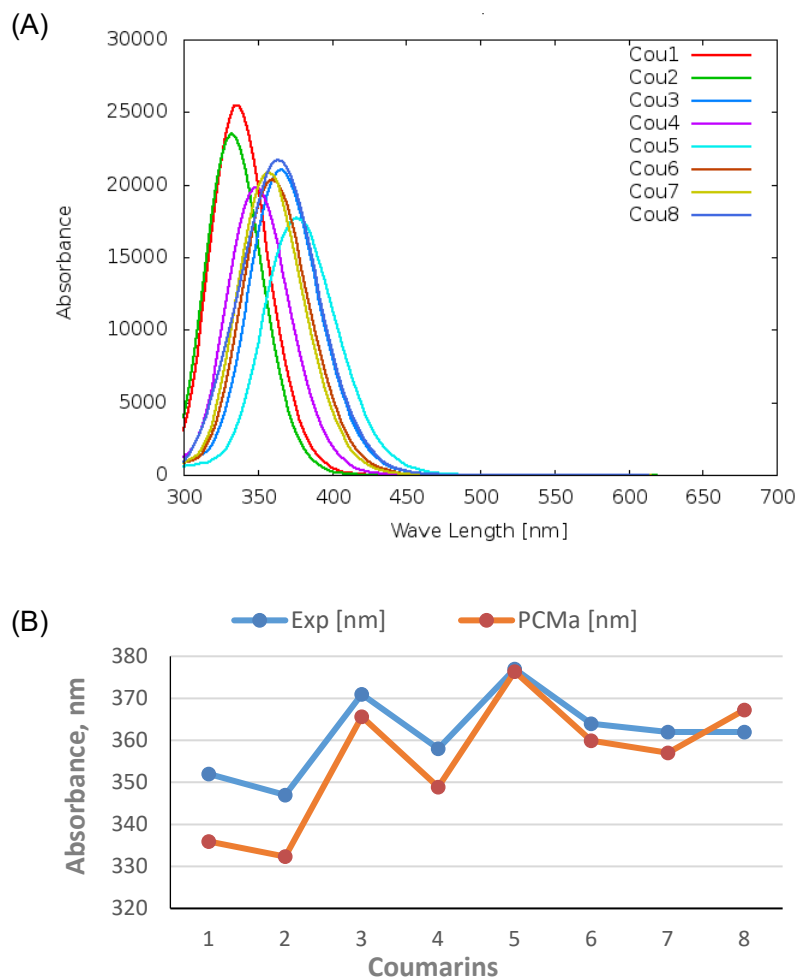 (A)
30000
25000
20000
15000
10000
5000
0
Absorbance
300 350 400 450 500 550 600 650 700
Wave Length [nm]
Cou1
Cou2
Cou3
Cou4
Cou5
Cou6
Cou7
Cou8
(B)
Exp [nm] PCMa [nm]
380
370
360
350
340
330
320
Absorbance, nm
1 2 3 4 5 6 7 8
Coumarins